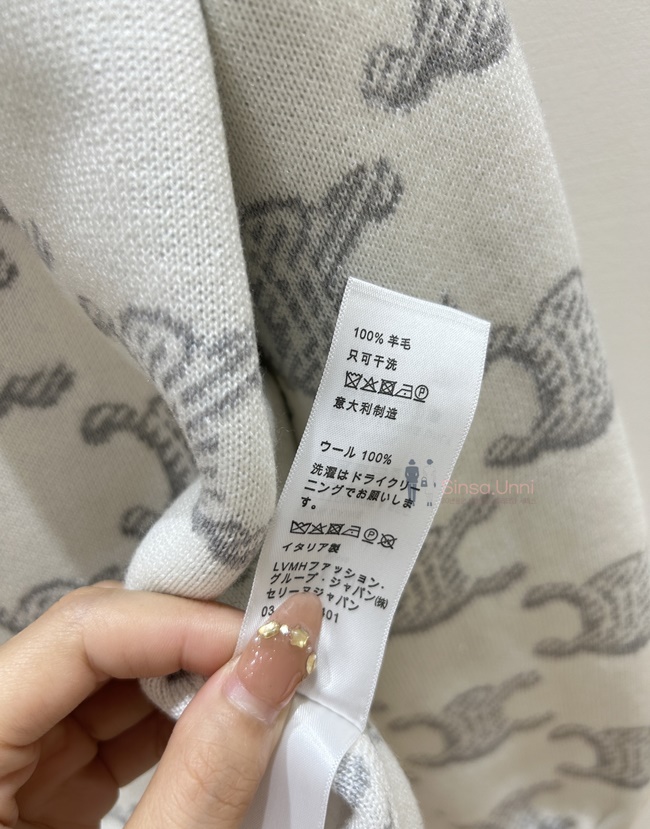 100% 羊毛
只可干洗
意大利制造
ウール 100%
洗濯はドライクリー
ニングでお願いしま
す。
イタリア製
LVMHファッション・
グループ・ジャパン㈱
セリーヌジャパン
03 401
Sinsa.Unni